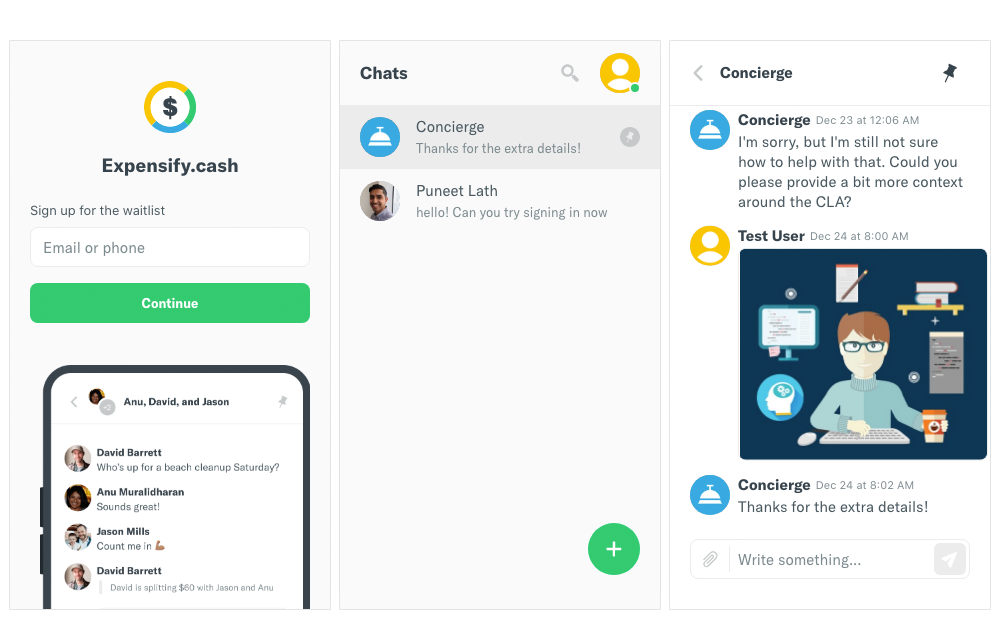 $
Expensify.cash
Sign up for the waitlist
Email or phone
Continue
Anu, David, and Jason
+2
David Barrett
Who's up for a beach cleanup Saturday?
Anu Muralidharan
Sounds great!
Jason Mills
Count me in 💪🏽
David Barrett
David is splitting $60 with Jason and Anu
Chats
Concierge
Thanks for the extra details!
Puneet Lath
hello! Can you try signing in now
+
Concierge
Concierge Dec 23 at 12:06 AM
I'm sorry, but I'm still not sure
how to help with that. Could you
please provide a bit more context
around the CLA?
Test User Dec 24 at 8:00 AM
Concierge Dec 24 at 8:02 AM
Thanks for the extra details!
Write something...